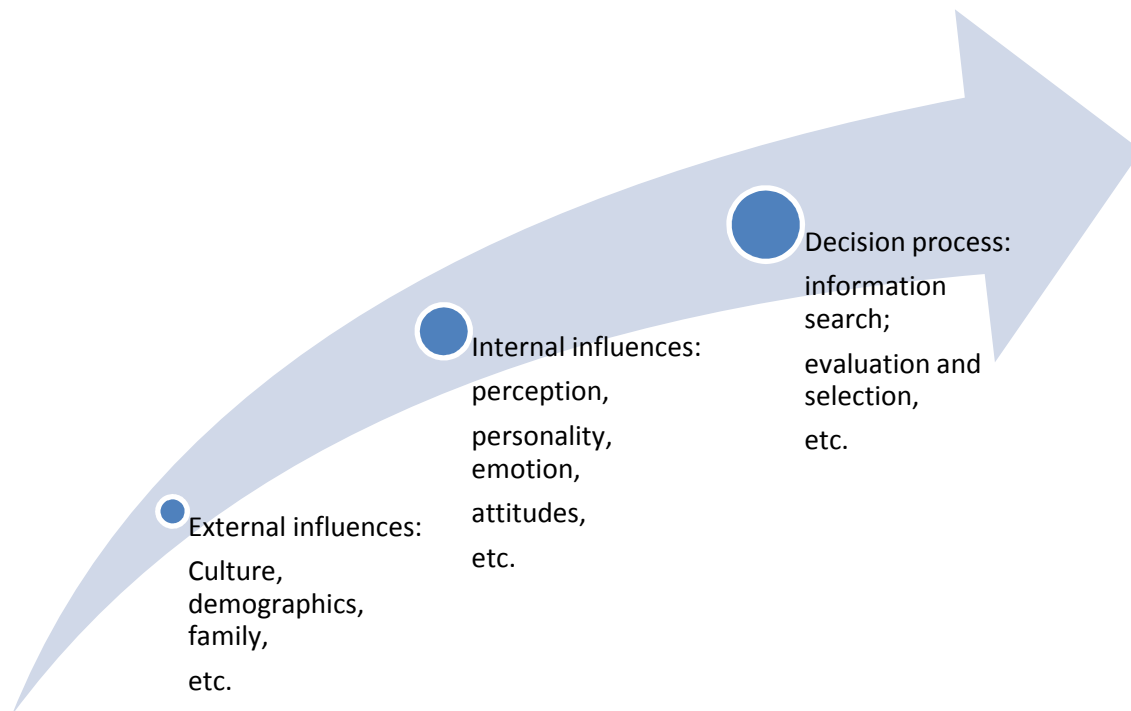 External influences:
Culture,
demographics,
family,
etc.
Internal influences:
perception,
personality,
emotion,
attitudes,
etc.
Decision process:
information
search;
evaluation and
selection,
etc.